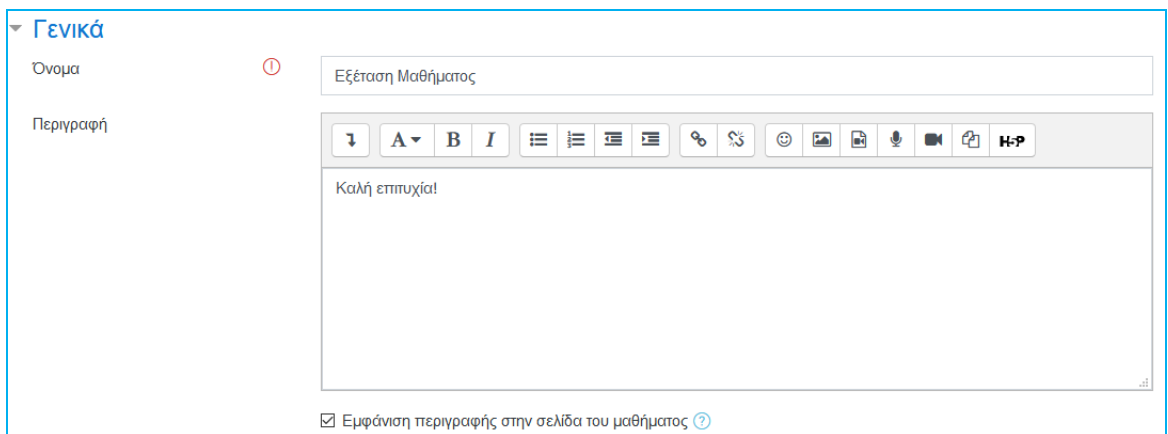 Γενικά
Όνομα
Εξέταση Μαθήματος
Περιγραφή
A B I H-P
Καλή επιτυχία!
Εμφάνιση περιγραφής στην σελίδα του μαθήματος ?